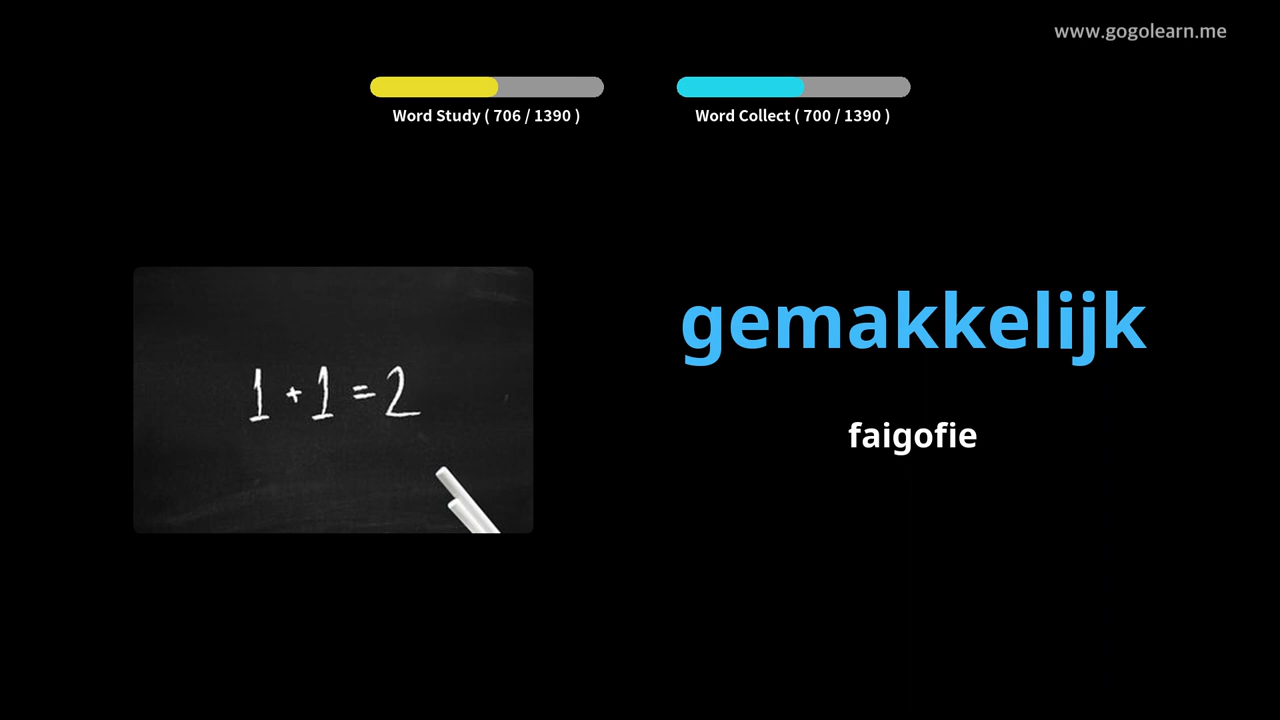 www.gogolearn.me
Word Study ( 706 / 1390 )
Word Collect ( 700 / 1390 )
1 + 1 = 2
gemakkelijk
faigofie